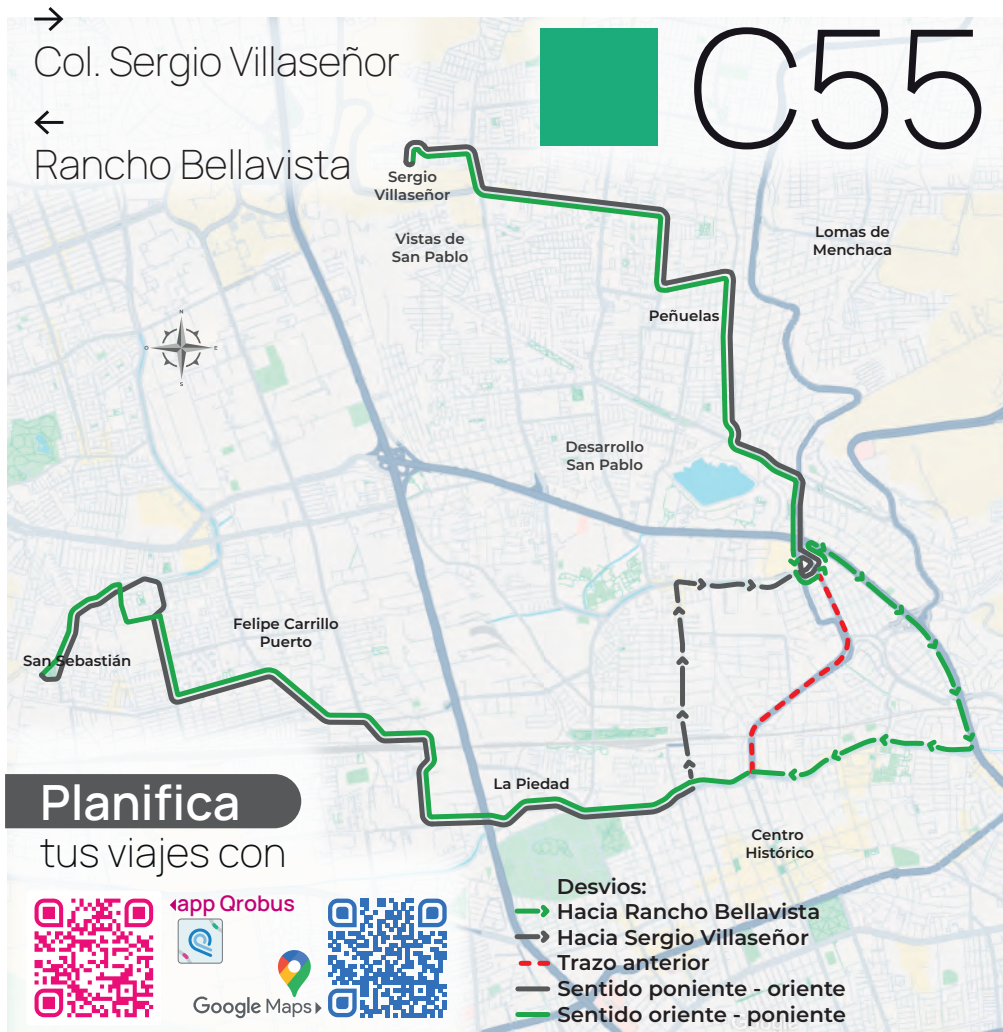 →
Col. Sergio Villaseñor
←
Rancho Bellavista
C55
Sergio
Villaseñor
Vistas de
San Pablo
Lomas de
Menchaca
Peñuelas
N
O
E
S
Desarrollo
San Pablo
San Sebastián
Felipe Carrillo
Puerto
La Piedad
Centro
Histórico
Planifica
tus viajes con
app Qrobus
Google Maps
Desvios:
Hacia Rancho Bellavista
Hacia Sergio Villaseñor
Trazo anterior
Sentido poniente - oriente
Sentido oriente - poniente